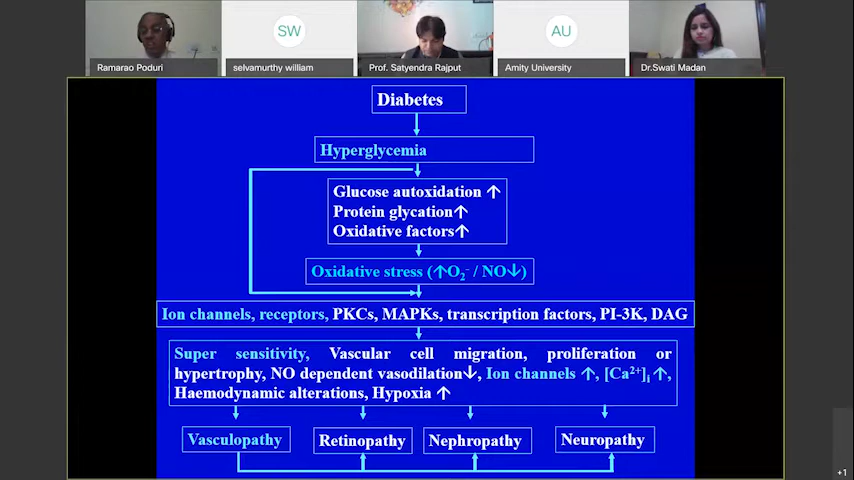 SW
AU
Ramarao Poduri
selvamurthy william
Prof. Satyendra Rajput
Amity University
Dr.Swati Madan
Diabetes
Hyperglycemia
Glucose autoxidation ↑
Protein glycation↑
Oxidative factors↑
Oxidative stress (↑O₂⁻ / NO↓)
Ion channels, receptors, PKCs, MAPKs, transcription factors, PI-3K, DAG
Super sensitivity, Vascular cell migration, proliferation or
hypertrophy, NO dependent vasodilation↓, Ion channels ↑, [Ca²⁺]ᵢ ↑,
Haemodynamic alterations, Hypoxia ↑
Vasculopathy
Retinopathy
Nephropathy
Neuropathy
+1